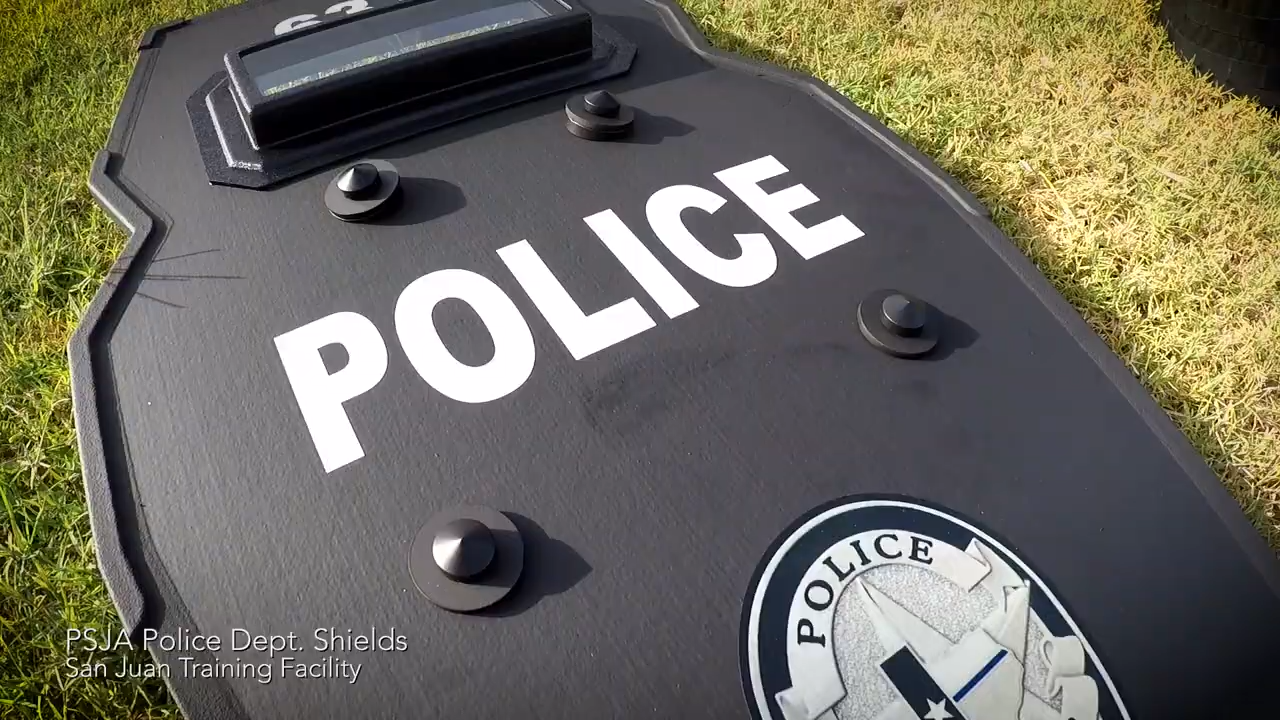 POLICE
POLICE
PSJA Police Dept. Shields
San Juan Training Facility